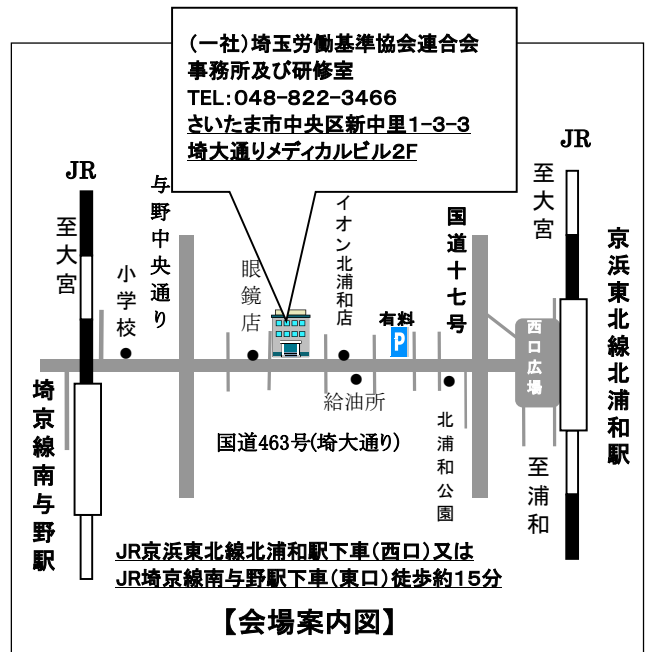 （一社）埼玉労働基準協会連合会
事務所及び研修室
TEL：048-822-3466
さいたま市中央区新中里1-3-3
埼大通りメディカルビル2F
JR
至大宮
小学校
与野中央通り
眼鏡店
イオン北浦和店
有料
P
国道十七号
JR
至大宮
京浜東北線北浦和駅
西口広場
埼京線南与野駅
給油所
国道463号(埼大通り)
北浦和公園
至浦和
JR京浜東北線北浦和駅下車（西口）又は
JR埼京線南与野駅下車（東口）徒歩約15分
【会場案内図】